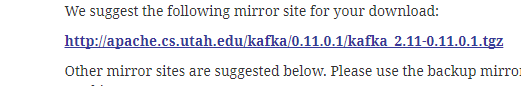 We suggest the following mirror site for your download:
http://apache.cs.utah.edu/kafka/0.11.0.1/kafka_2.11-0.11.0.1.tgz
Other mirror sites are suggested below. Please use the backup mirro